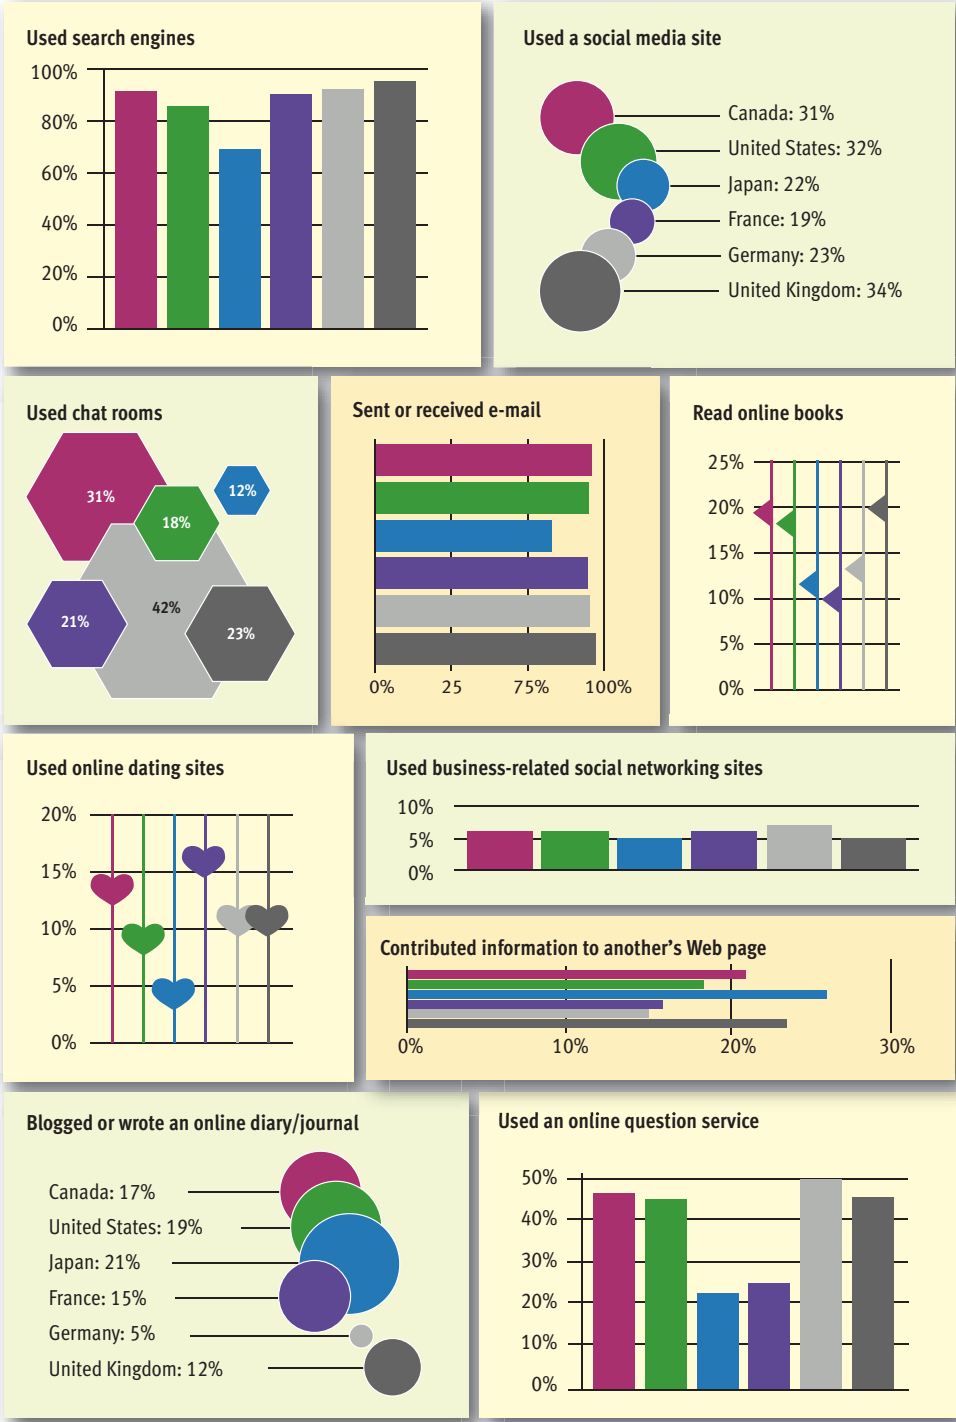 Used search engines
100%
80%
60%
40%
20%
0%
Used a social media site
Canada: 31%
United States: 32%
Japan: 22%
France: 19%
Germany: 23%
United Kingdom: 34%
Used chat rooms
31%
12%
18%
42%
21%
23%
Sent or received e-mail
0% 25 75% 100%
Read online books
25%
20%
15%
10%
5%
0%
Used online dating sites
20%
15%
10%
5%
0%
Used business-related social networking sites
10%
5%
0%
Contributed information to another’s Web page
0% 10% 20% 30%
Blogged or wrote an online diary/journal
Canada: 17%
United States: 19%
Japan: 21%
France: 15%
Germany: 5%
United Kingdom: 12%
Used an online question service
50%
40%
30%
20%
10%
0%